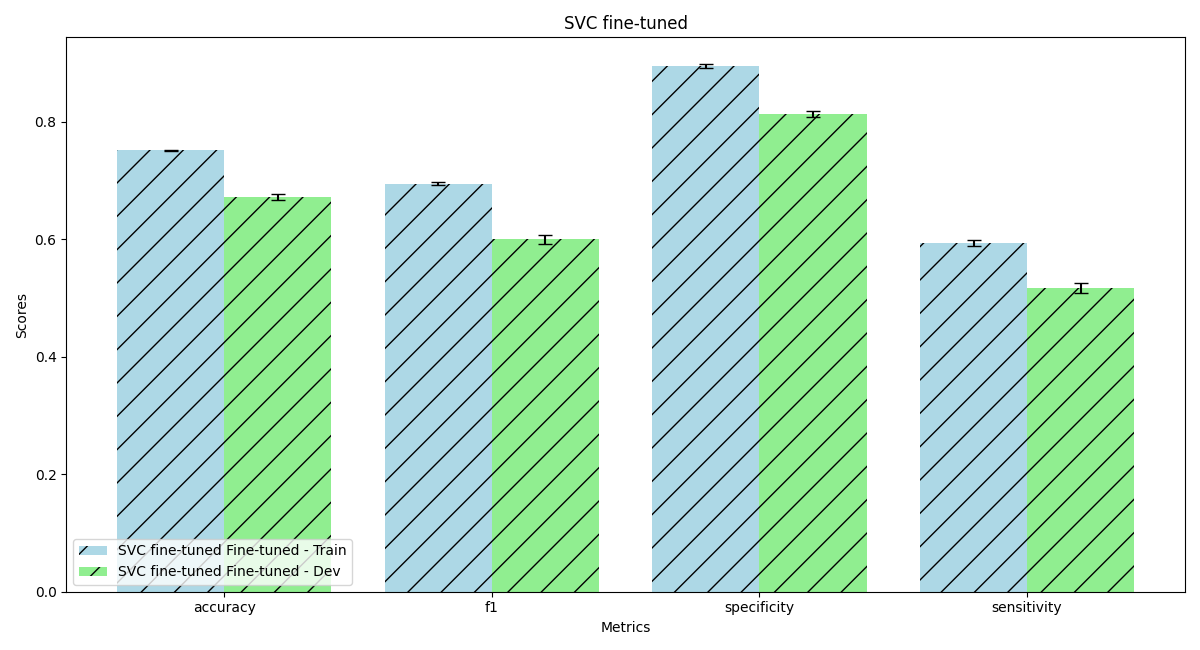 SVC fine-tuned
Scores
0.8
0.6
0.4
0.2
0.0
SVC fine-tuned Fine-tuned - Train
SVC fine-tuned Fine-tuned - Dev
accuracy
f1
specificity
sensitivity
Metrics